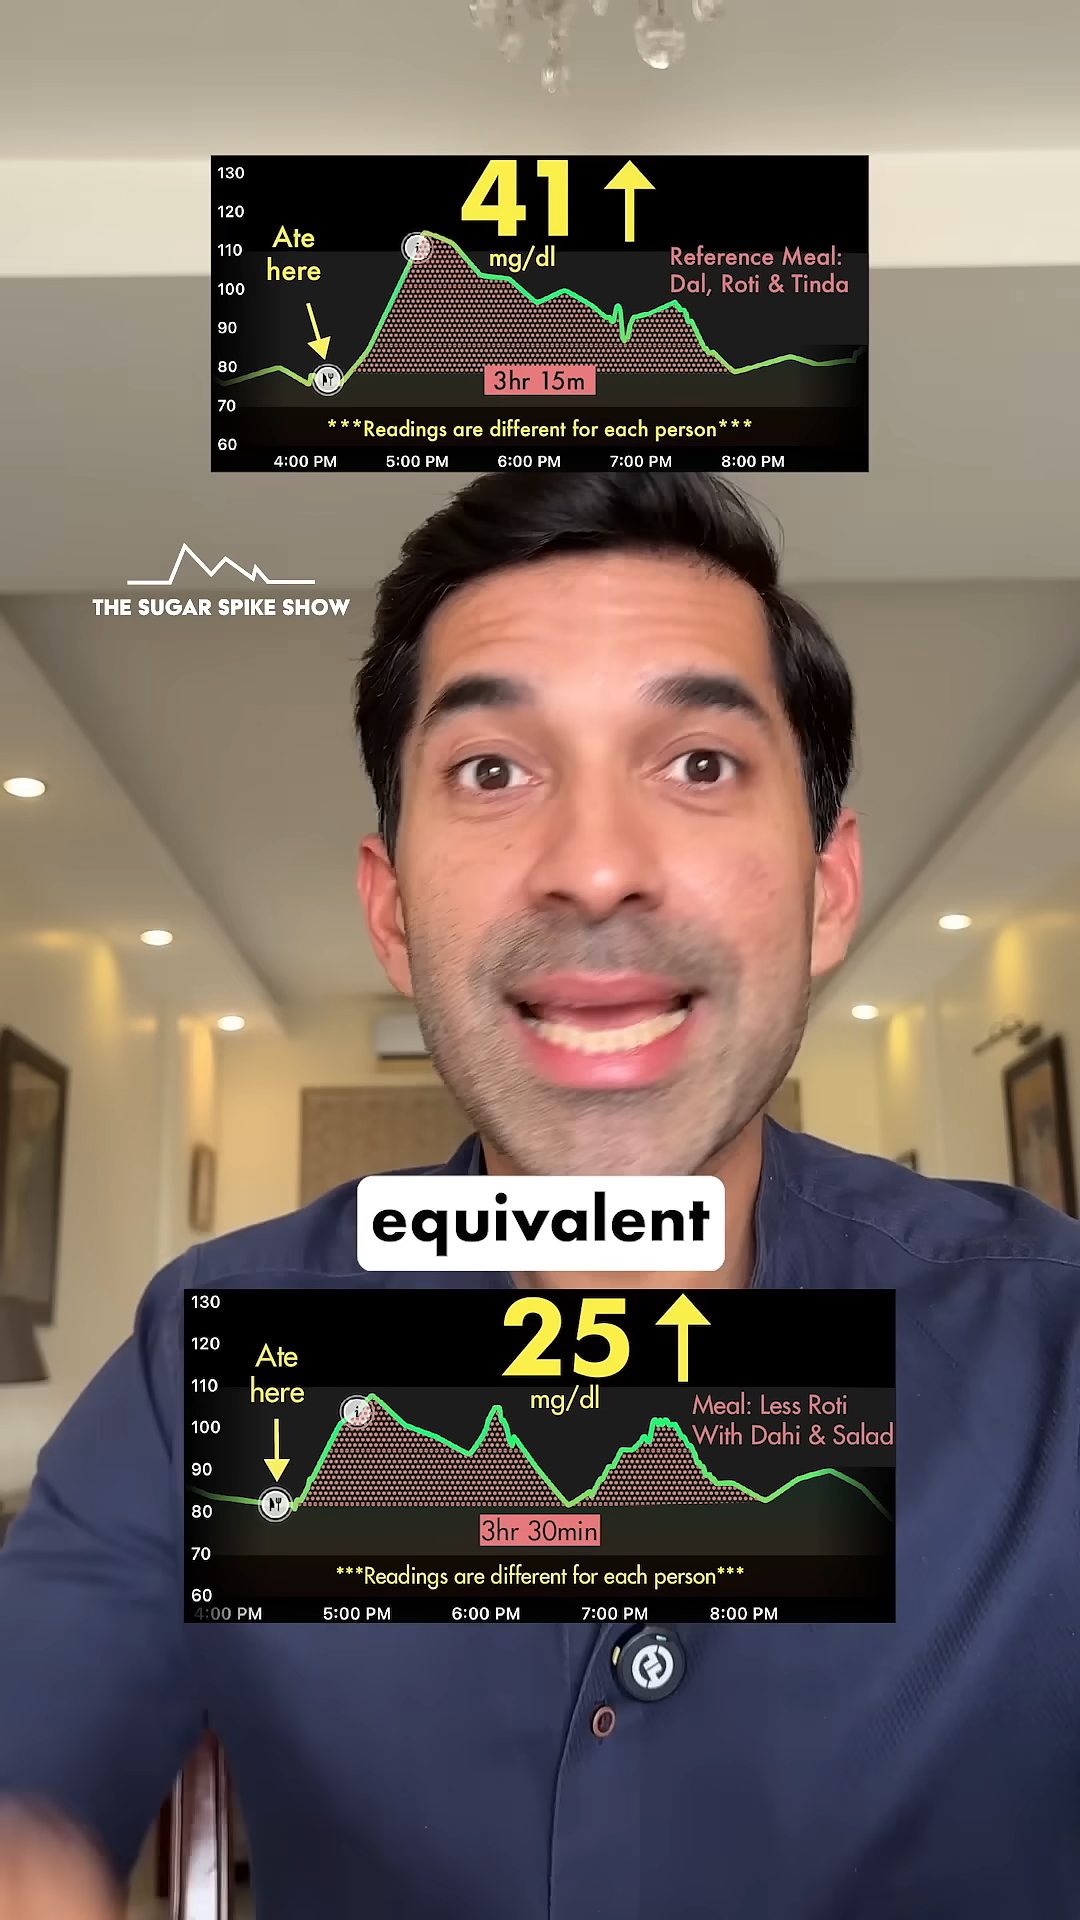 130
120
110
100
90
80
70
60
41 ↑
mg/dl
Ate
here
Reference Meal:
Dal, Roti & Tinda
3hr 15m
***Readings are different for each person***
4:00 PM 5:00 PM 6:00 PM 7:00 PM 8:00 PM
THE SUGAR SPIKE SHOW
equivalent
130
120
110
100
90
80
70
60
25 ↑
mg/dl
Ate
here
Meal: Less Roti
With Dahi & Salad
3hr 30min
***Readings are different for each person***
4:00 PM 5:00 PM 6:00 PM 7:00 PM 8:00 PM